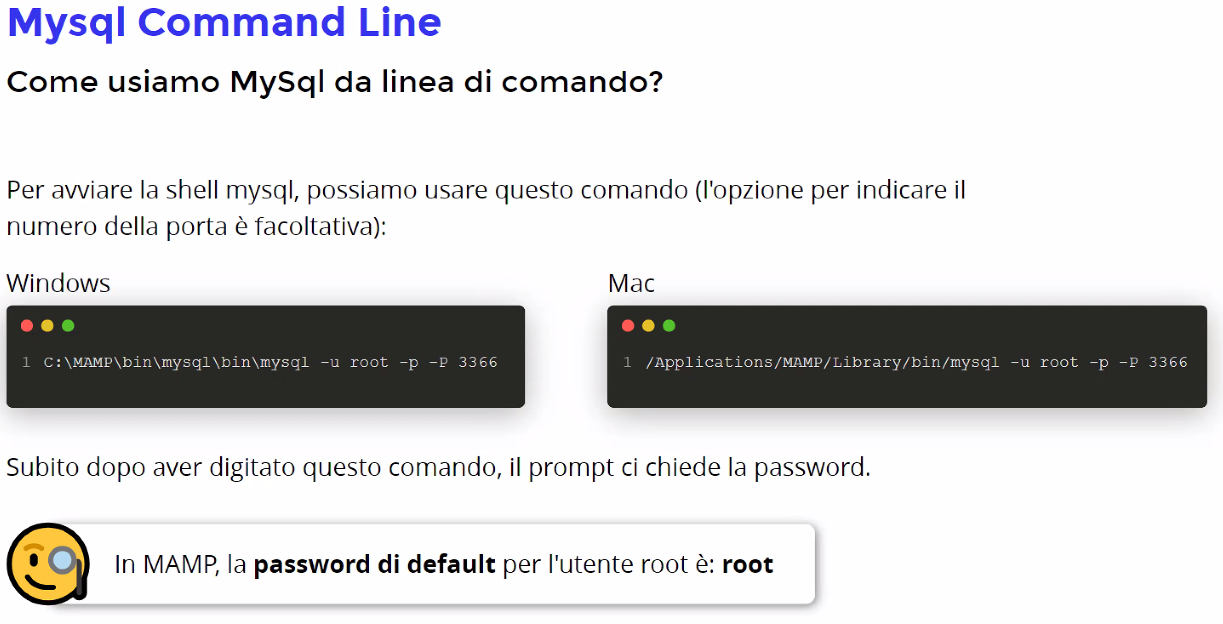 Mysql Command Line
Come usiamo MySql da linea di comando?
Per avviare la shell mysql, possiamo usare questo comando (l'opzione per indicare il
numero della porta è facoltativa):
Windows
1 C:\MAMP\bin\mysql\bin\mysql -u root -p -P 3366
Mac
1 /Applications/MAMP/Library/bin/mysql -u root -p -P 3366
Subito dopo aver digitato questo comando, il prompt ci chiede la password.
In MAMP, la password di default per l'utente root è: root